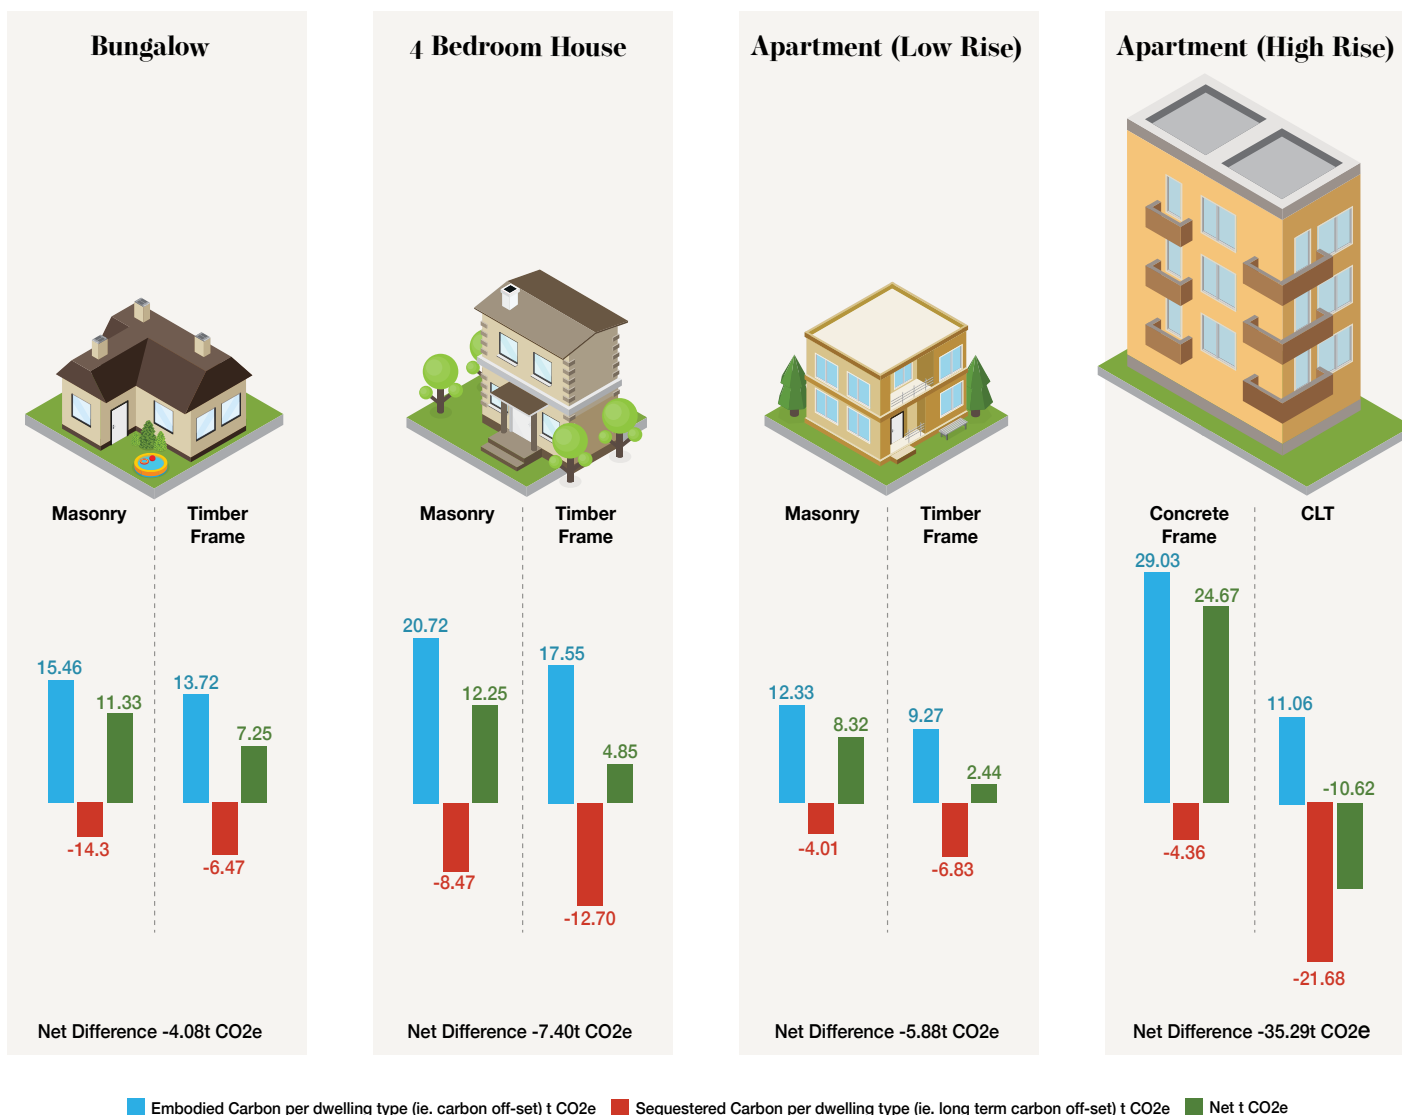 Bungalow
Masonry
Timber
Frame
15.46
11.33
-14.3
13.72
7.25
-6.47
Net Difference -4.08t CO2e
4 Bedroom House
Masonry
Timber
Frame
20.72
12.25
-8.47
17.55
4.85
-12.70
Net Difference -7.40t CO2e
Apartment (Low Rise)
Masonry
Timber
Frame
12.33
8.32
-4.01
9.27
2.44
-6.83
Net Difference -5.88t CO2e
Apartment (High Rise)
Concrete
Frame
CLT
29.03
24.67
-4.36
11.06
-10.62
-21.68
Net Difference -35.29t CO2e
Embodied Carbon per dwelling type (ie. carbon off-set) t CO2e
Sequestered Carbon per dwelling type (ie. long term carbon off-set) t CO2e
Net t CO2e